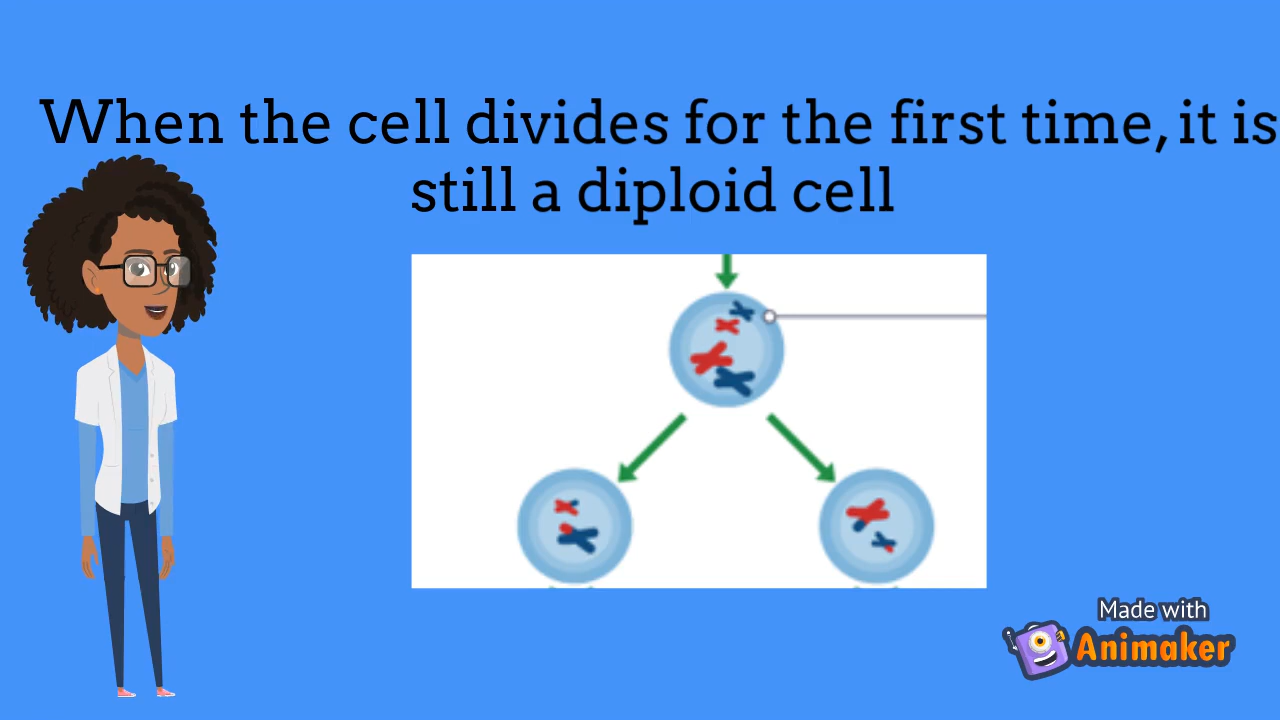 When the cell divides for the first time, it is
still a diploid cell
Made with
Animaker